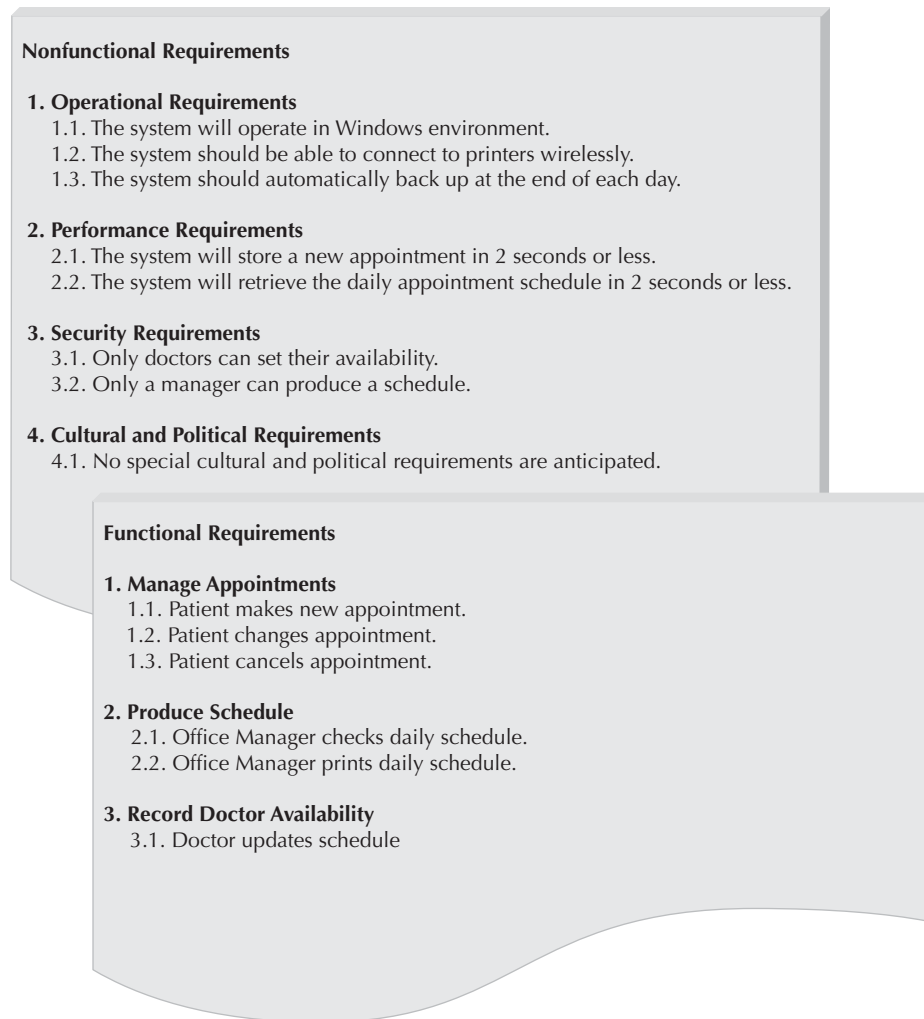 Nonfunctional Requirements
1. Operational Requirements
1.1. The system will operate in Windows environment.
1.2. The system should be able to connect to printers wirelessly.
1.3. The system should automatically back up at the end of each day.
2. Performance Requirements
2.1. The system will store a new appointment in 2 seconds or less.
2.2. The system will retrieve the daily appointment schedule in 2 seconds or less.
3. Security Requirements
3.1. Only doctors can set their availability.
3.2. Only a manager can produce a schedule.
4. Cultural and Political Requirements
4.1. No special cultural and political requirements are anticipated.
Functional Requirements
1. Manage Appointments
1.1. Patient makes new appointment.
1.2. Patient changes appointment.
1.3. Patient cancels appointment.
2. Produce Schedule
2.1. Office Manager checks daily schedule.
2.2. Office Manager prints daily schedule.
3. Record Doctor Availability
3.1. Doctor updates schedule